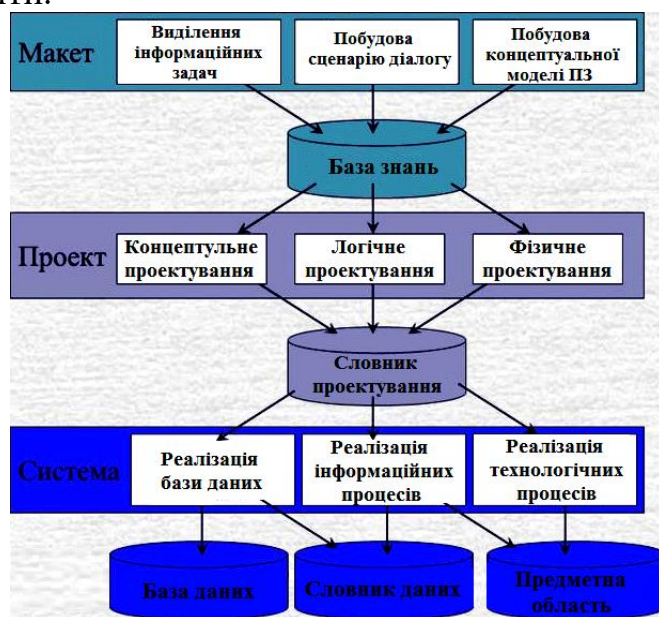 Макет
Виділення
інформаційних
задач
Побудова
сценарію діалогу
Побудова
концептуальної
моделі ПЗ
База знань
Проект
Концептульне
проектування
Логічне
проектування
Фізичне
проектування
Словник
проектування
Система
Реалізація
бази даних
Реалізація
інформаційних
процесів
Реалізація
технологічних
процесів
База даних
Словник даних
Предметна
область